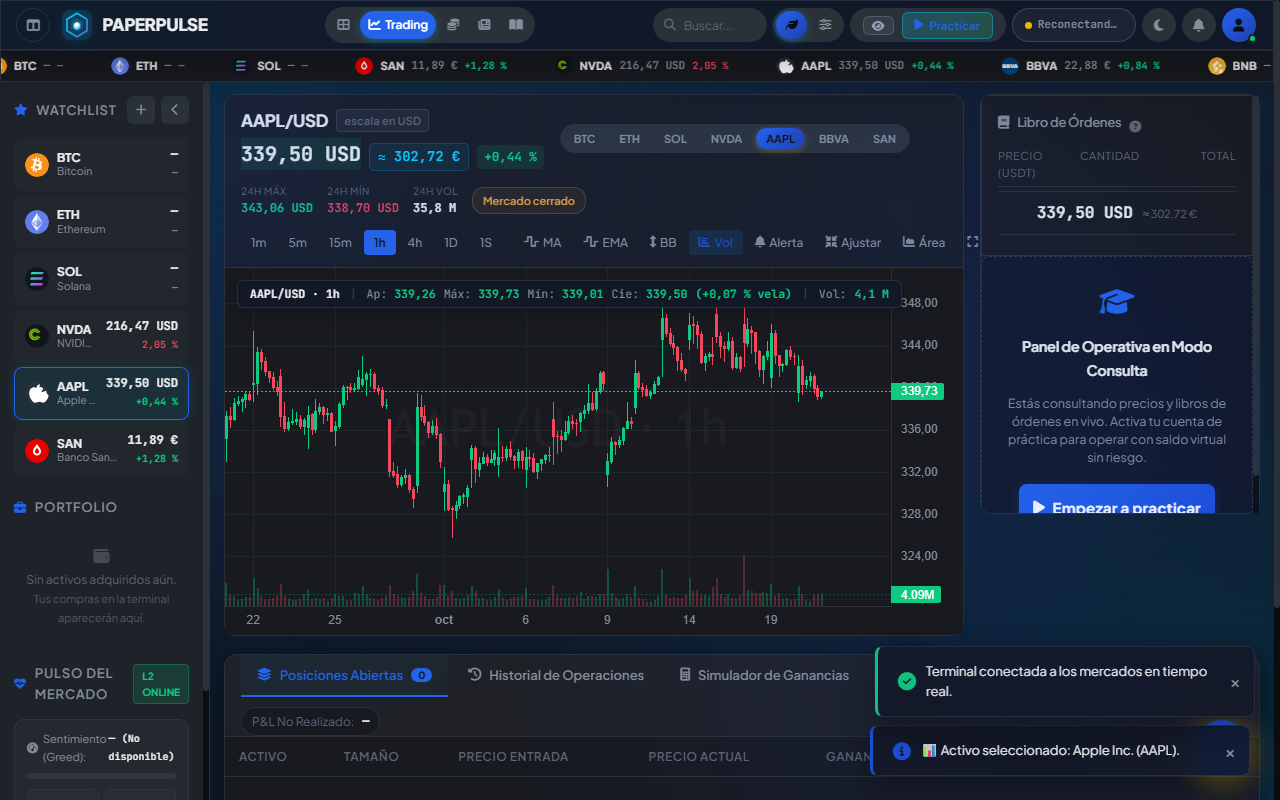 PAPERPULSE
Trading
Buscar...
Practicar
Reconectand...
BTC – –
ETH – –
SOL – –
SAN 11,89 € +1,28 %
NVDA 216,47 USD 2,05 %
AAPL 339,50 USD +0,44 %
BBVA 22,88 € +0,84 %
BNB –
WATCHLIST
BTC –
Bitcoin –
ETH –
Ethereum –
SOL –
Solana –
NVDA 216,47 USD
NVIDI... 2,05 %
AAPL 339,50 USD
Apple ... +0,44 %
SAN 11,89 €
Banco San... +1,28 %
PORTFOLIO
Sin activos adquiridos aún.
Tus compras en la terminal
aparecerán aquí.
PULSO DEL
MERCADO
L2
ONLINE
Sentimiento
(Greed):
– (No
disponible)
AAPL/USD escala en USD
339,50 USD ≈ 302,72 € +0,44 %
BTC ETH SOL NVDA AAPL BBVA SAN
24H MÁX 24H MÍN 24H VOL
343,06 USD 338,70 USD 35,8 M
Mercado cerrado
1m 5m 15m 1h 4h 1D 1S MA EMA BB Vol Alerta Ajustar Área
AAPL/USD · 1h | Ap: 339,26 Máx: 339,73 Mín: 339,01 Cie: 339,50 (+0,07 % vela) | Vol: 4,1 M
AAPL/USD · 1h
348,00
344,00
339,73
336,00
332,00
328,00
324,00
4.09M
22 25 oct 6 9 14 19
Libro de Órdenes ?
PRECIO
(USDT)
CANTIDAD
TOTAL
339,50 USD ≈302,72 €
Panel de Operativa en Modo
Consulta
Estás consultando precios y libros de
órdenes en vivo. Activa tu cuenta de
práctica para operar con saldo virtual
sin riesgo.
Empezar a practicar
Posiciones Abiertas 0
Historial de Operaciones
Simulador de Ganancias
P&L No Realizado: –
ACTIVO TAMAÑO PRECIO ENTRADA PRECIO ACTUAL GANAN
Terminal conectada a los mercados en tiempo
real.
×
Activo seleccionado: Apple Inc. (AAPL).
×